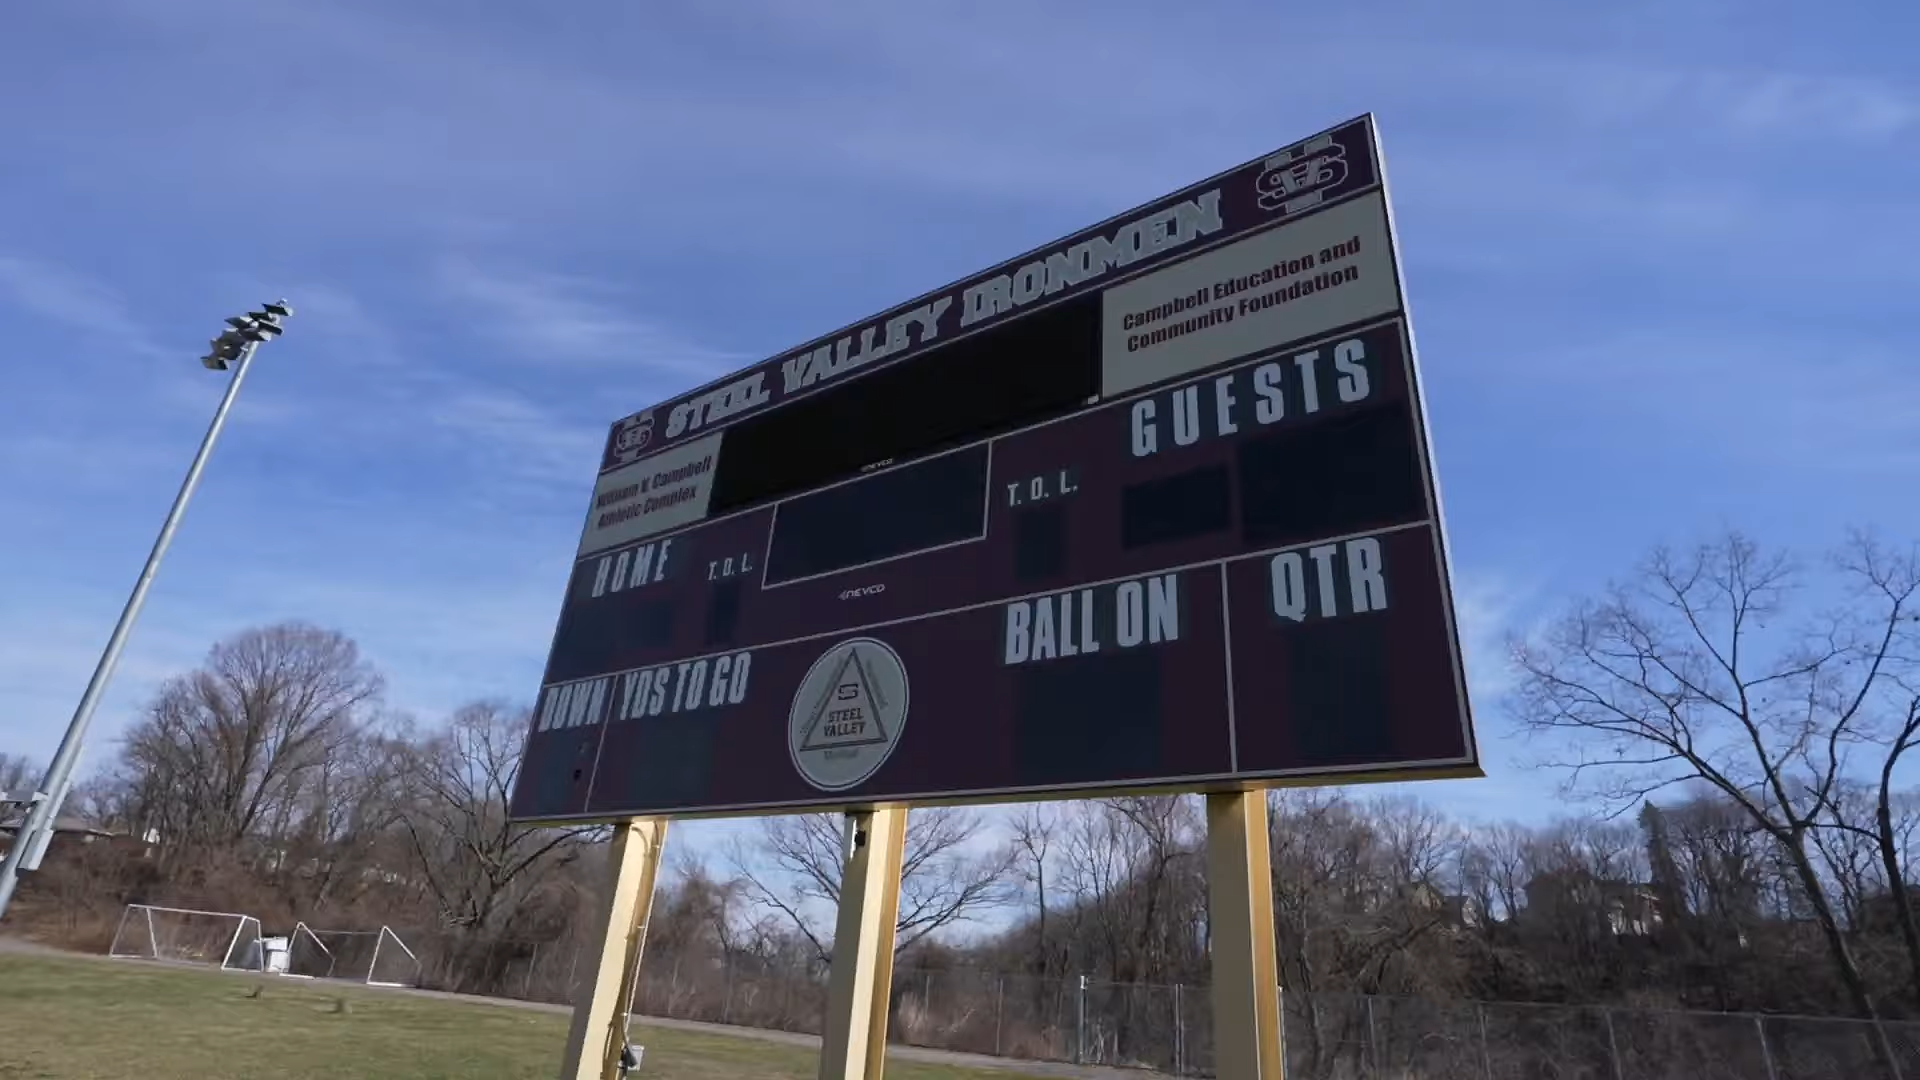 STEEL VALLEY IRONMEN
SV
Campbell Education and
Community Foundation
William V Campbell
Athletic Complex
NEVCO
GUESTS
T. O. L.
HOME
T. O. L.
NEVCO
BALL ON
QTR
DOWN
YDS TO GO
S
STEEL
VALLEY